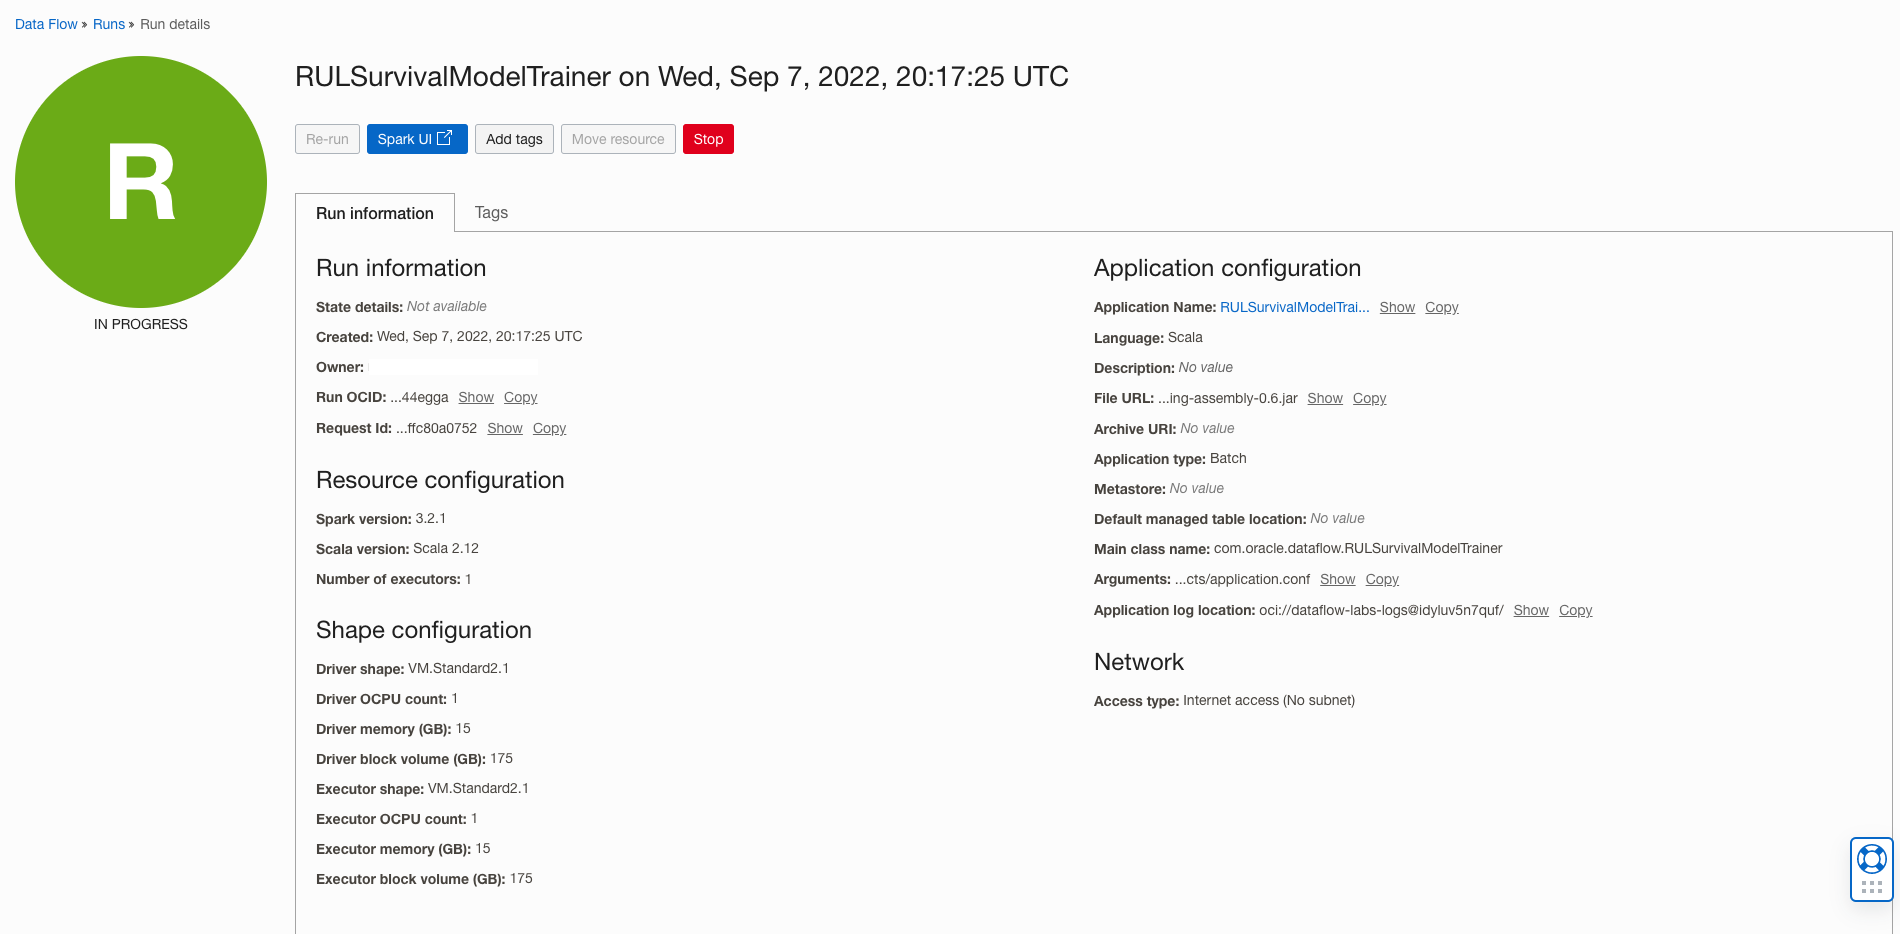 Data Flow » Runs » Run details
R
IN PROGRESS
RULSurvivalModelTrainer on Wed, Sep 7, 2022, 20:17:25 UTC
Re-run Spark UI Add tags Move resource Stop
Run information Tags
Run information
State details: Not available
Created: Wed, Sep 7, 2022, 20:17:25 UTC
Owner:
Run OCID: ...44egga Show Copy
Request Id: ...ffc80a0752 Show Copy
Resource configuration
Spark version: 3.2.1
Scala version: Scala 2.12
Number of executors: 1
Shape configuration
Driver shape: VM.Standard2.1
Driver OCPU count: 1
Driver memory (GB): 15
Driver block volume (GB): 175
Executor shape: VM.Standard2.1
Executor OCPU count: 1
Executor memory (GB): 15
Executor block volume (GB): 175
Application configuration
Application Name: RULSurvivalModelTrai... Show Copy
Language: Scala
Description: No value
File URL: ...ing-assembly-0.6.jar Show Copy
Archive URI: No value
Application type: Batch
Metastore: No value
Default managed table location: No value
Main class name: com.oracle.dataflow.RULSurvivalModelTrainer
Arguments: ...cts/application.conf Show Copy
Application log location: oci://dataflow-labs-logs@idyluv5n7quf/ Show Copy
Network
Access type: Internet access (No subnet)